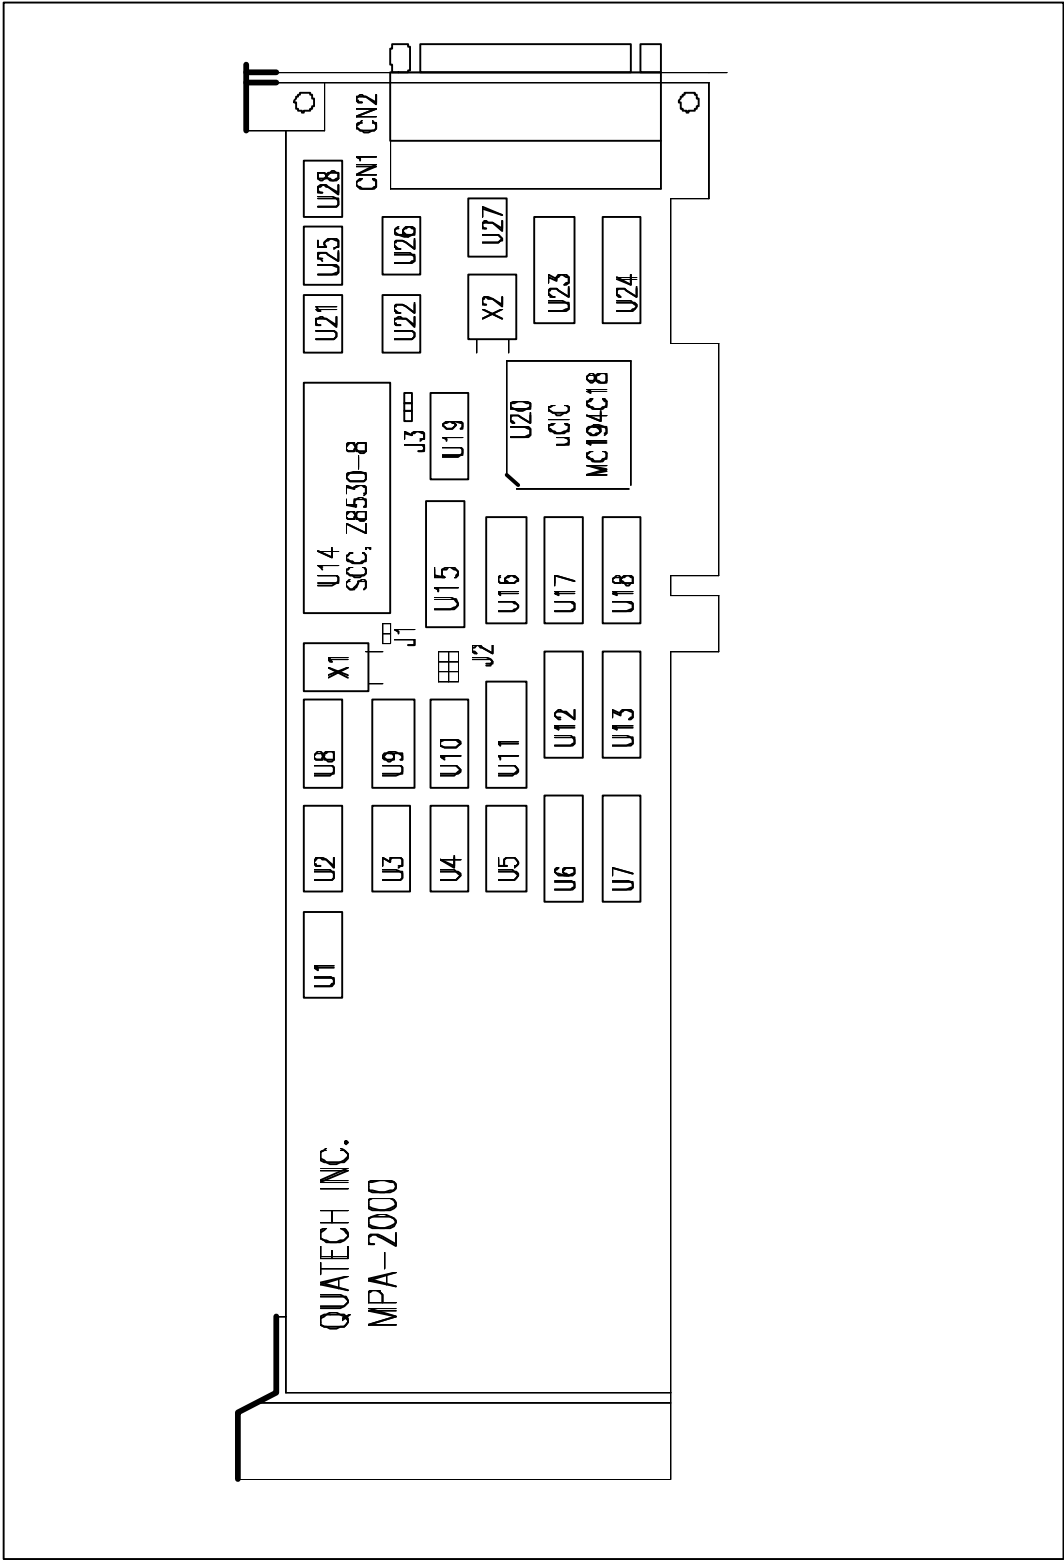 QUATECH INC.
MPA-2000
U1
U2
U3
U4
U5
U6
U7
U8
U9
U10
U11
U12
U13
X1
J1
J2
U14
SCC, Z8530-8
U15
U16
U17
U18
J3
U19
U20
uCIC
MC194C18
U21
U22
X2
U23
U24
U25
U26
U27
U28
CN1
CN2